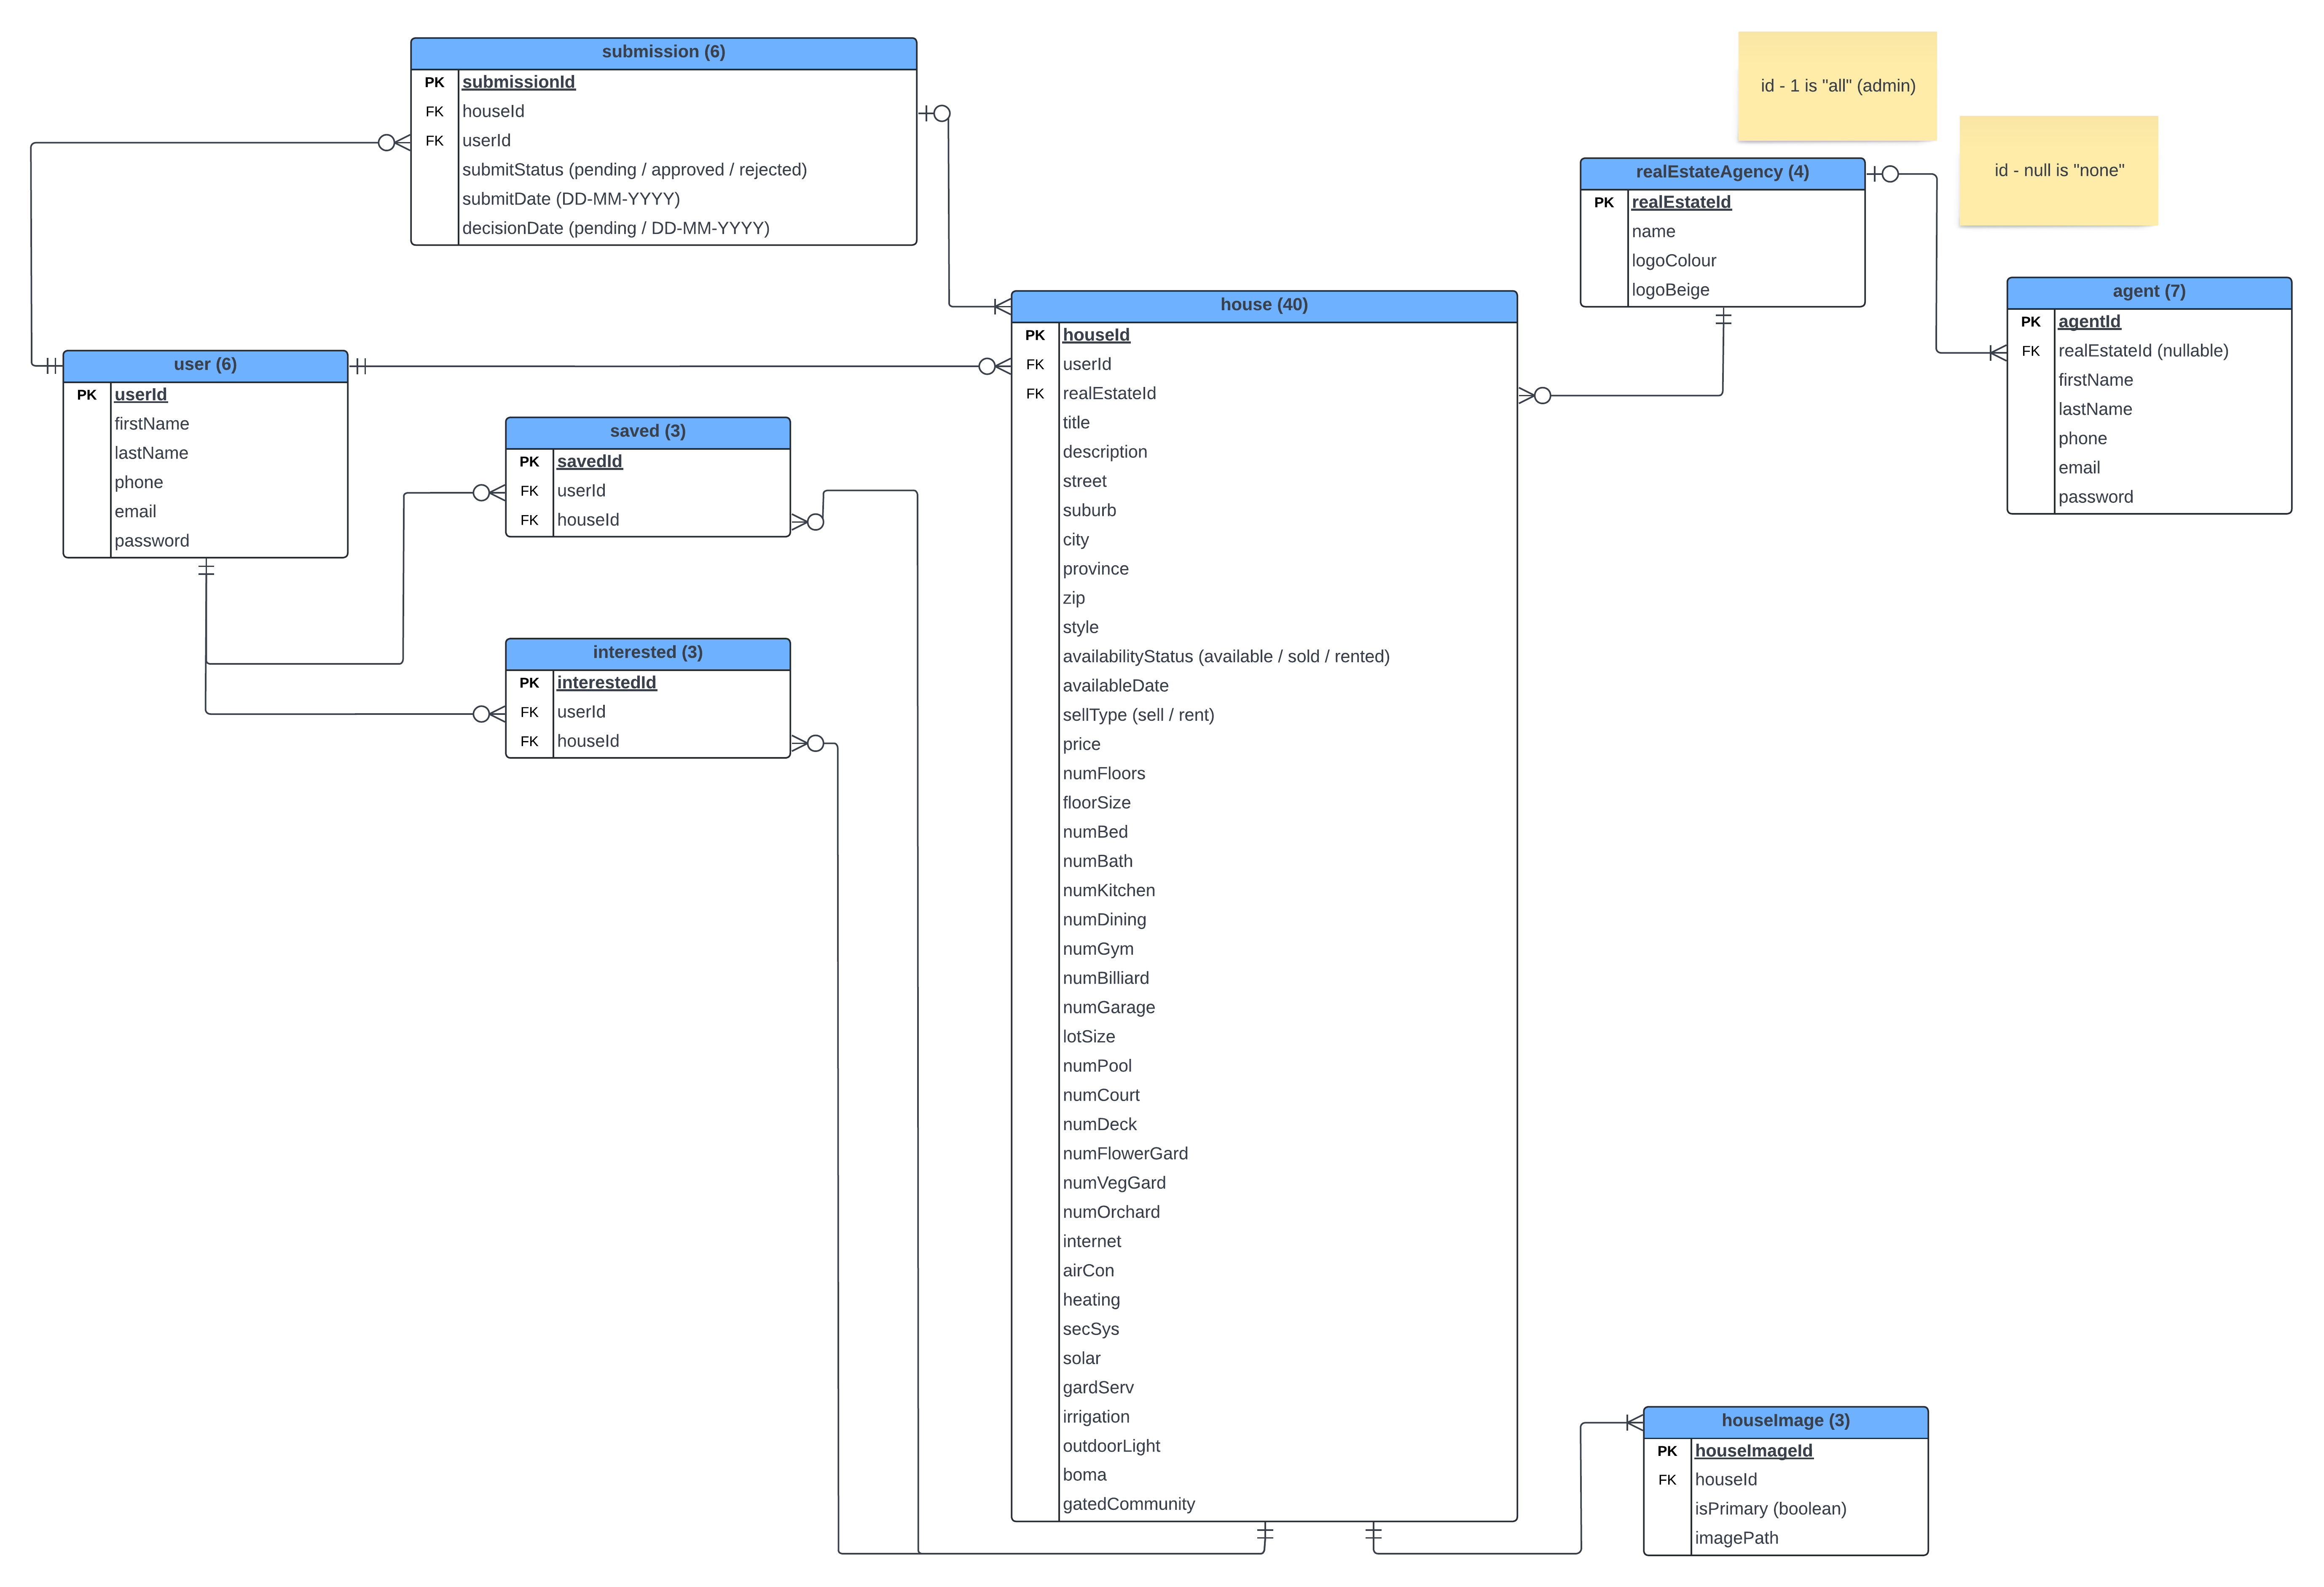 submission (6)
PK submissionId
FK houseId
FK userId
submitStatus (pending / approved / rejected)
submitDate (DD-MM-YYYY)
decisionDate (pending / DD-MM-YYYY)
id - 1 is "all" (admin)
id - null is "none"
realEstateAgency (4)
PK realEstateId
name
logoColour
logoBeige
agent (7)
PK agentId
FK realEstateId (nullable)
firstName
lastName
phone
email
password
user (6)
PK userId
firstName
lastName
phone
email
password
saved (3)
PK savedId
FK userId
FK houseId
interested (3)
PK interestedId
FK userId
FK houseId
house (40)
PK houseId
FK userId
FK realEstateId
title
description
street
suburb
city
province
zip
style
availabilityStatus (available / sold / rented)
availableDate
sellType (sell / rent)
price
numFloors
floorSize
numBed
numBath
numKitchen
numDining
numGym
numBilliard
numGarage
lotSize
numPool
numCourt
numDeck
numFlowerGard
numVegGard
numOrchard
internet
airCon
heating
secSys
solar
gardServ
irrigation
outdoorLight
boma
gatedCommunity
houseImage (3)
PK houseImageId
FK houseId
isPrimary (boolean)
imagePath